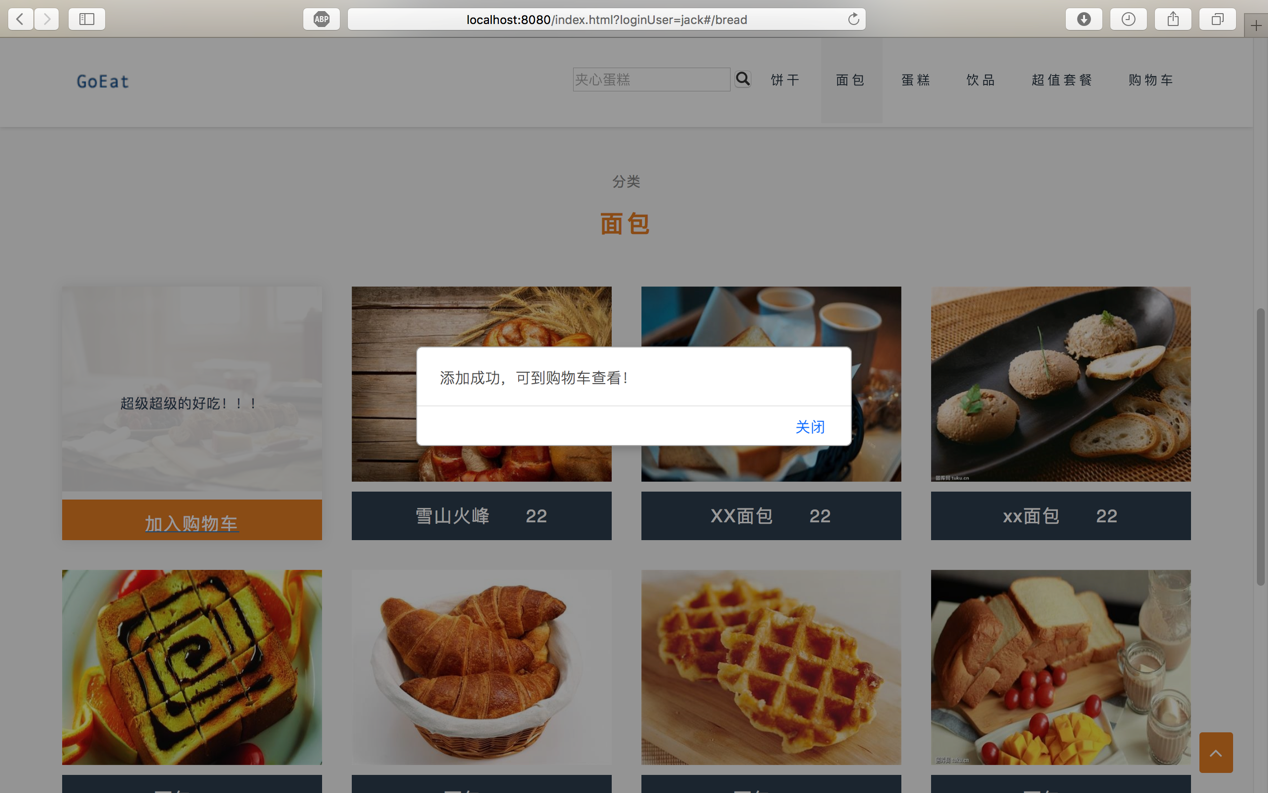 ABP
localhost:8080/index.html?loginUser=jack#/bread
GoEat
夹心蛋糕
饼干
面包
蛋糕
饮品
超值套餐
购物车
分类
面包
超级超级的好吃！！！
加入购物车
添加成功，可到购物车查看！
关闭
雪山火峰 22
XX面包 22
xx面包 22